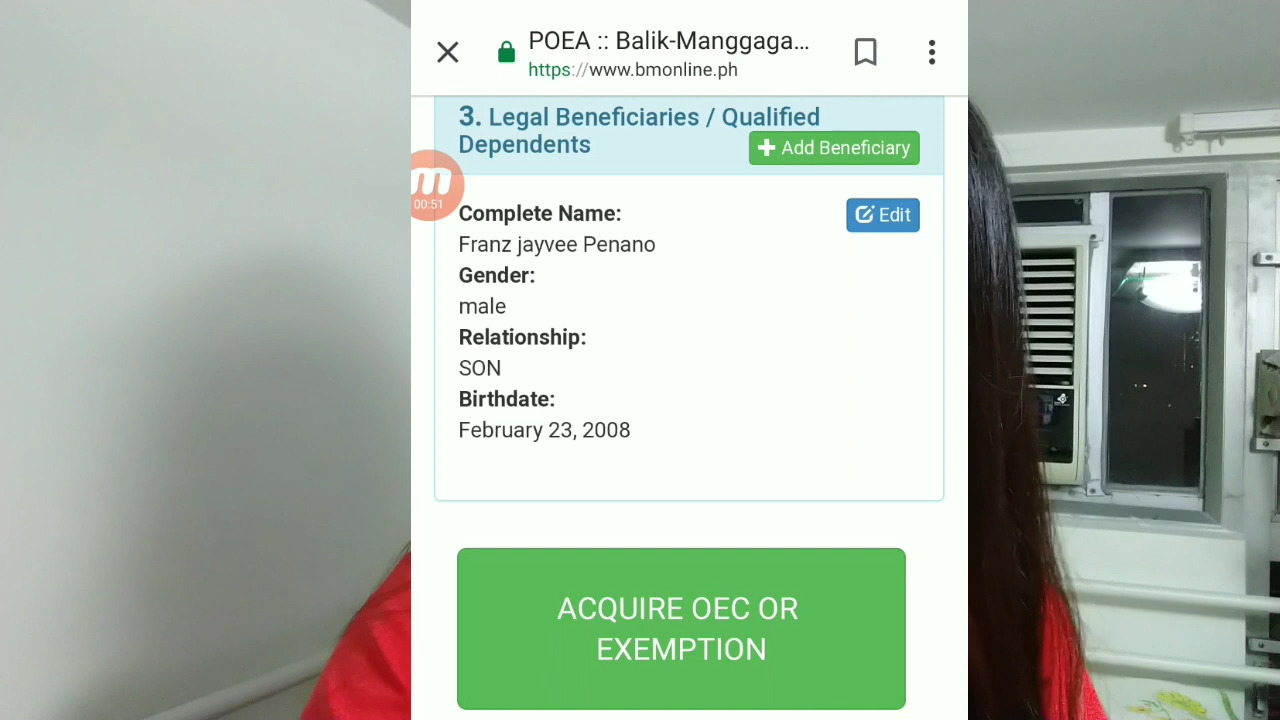 POEA :: Balik-Manggaga...
https://www.bmonline.ph
3. Legal Beneficiaries / Qualified
Dependents
Add Beneficiary
00:51
Complete Name:
Edit
Franz jayvee Penano
Gender:
male
Relationship:
SON
Birthdate:
February 23, 2008
ACQUIRE OEC OR
EXEMPTION